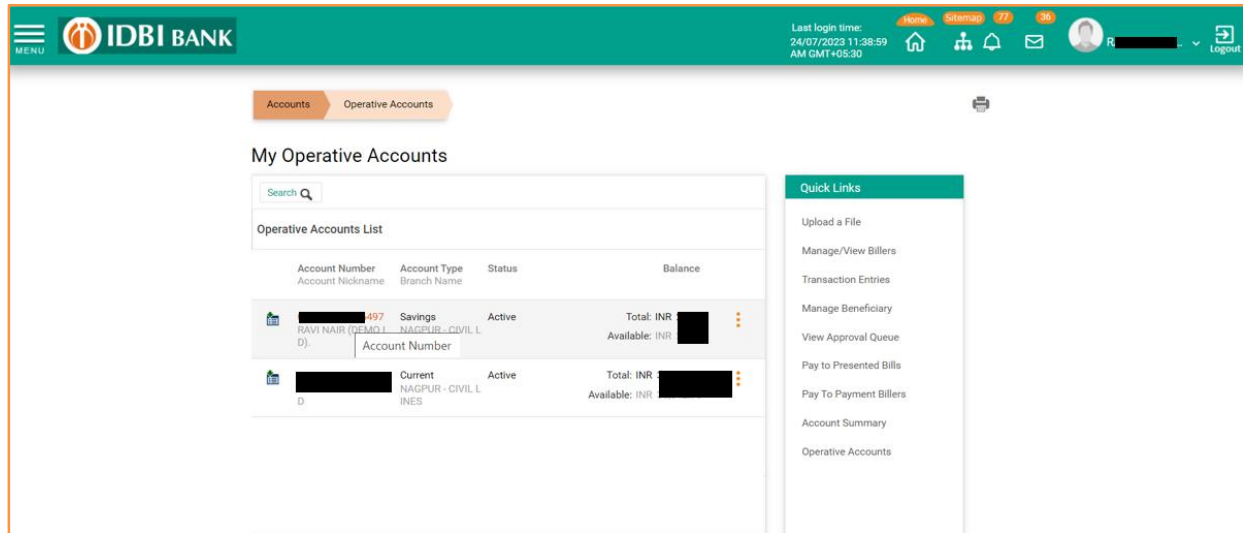 Home Sitemap 77 36
MENU
IDBI BANK
Last login time:
24/07/2023 11:38:59
AM GMT+05:30
R
Logout
Accounts Operative Accounts
My Operative Accounts
Search
Operative Accounts List
Account Number Account Type Status Balance
Account Nickname Branch Name
497 Savings Active Total: INR
RAVI NAIR (DEMO I NAGPUR - CIVIL L Available: INR
D).
Account Number
Current Active Total: INR
NAGPUR - CIVIL L Available: INR
D INES
Quick Links
Upload a File
Manage/View Billers
Transaction Entries
Manage Beneficiary
View Approval Queue
Pay to Presented Bills
Pay To Payment Billers
Account Summary
Operative Accounts